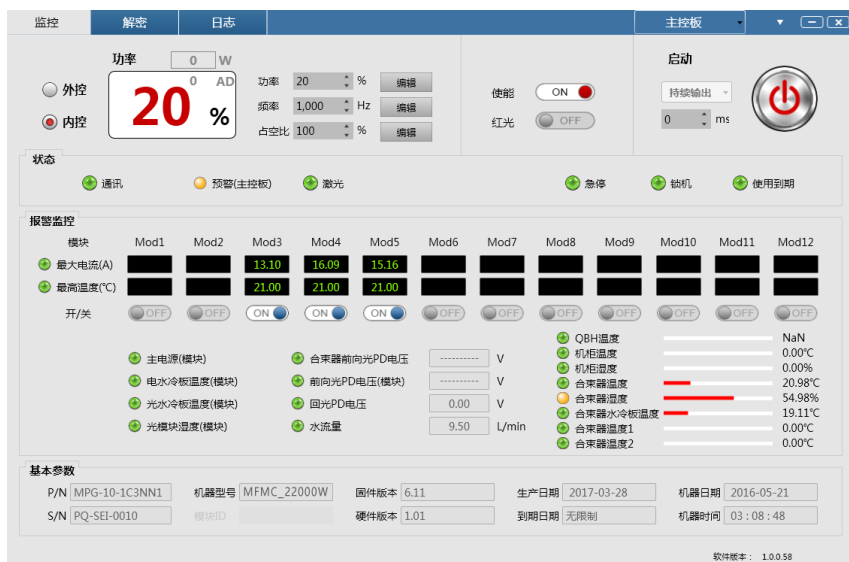 监控 解密 日志 主控板
功率 0 W 启动
0 AD
20 %
外控
内控
功率 20 % 编辑
频率 1,000 Hz 编辑
占空比 100 % 编辑
使能 ON
红光 OFF
持续输出
0 ms
状态
通讯 预警(主控板) 激光 急停 锁机 使用到期
报警监控
模块 Mod1 Mod2 Mod3 Mod4 Mod5 Mod6 Mod7 Mod8 Mod9 Mod10 Mod11 Mod12
最大电流(A) 13.10 16.09 15.16
最高温度(℃) 21.00 21.00 21.00
开/关 OFF OFF ON ON ON OFF OFF OFF OFF OFF OFF OFF
主电源(模块)
电水冷板温度(模块)
光水冷板温度(模块)
光模块湿度(模块)
合束器前向光PD电压 ---------- V
前向光PD电压(模块) ---------- V
回光PD电压 0.00 V
水流量 9.50 L/min
QBH温度 NaN
机柜温度 0.00℃
机柜湿度 0.00%
合束器温度 20.98℃
合束器湿度 54.98%
合束器水冷板温度 19.11℃
合束器温度1 0.00℃
合束器温度2 0.00℃
基本参数
P/N MPG-10-1C3NN1 机器型号 MFMC_22000W 固件版本 6.11 生产日期 2017-03-28 机器日期 2016-05-21
S/N PQ-SEI-0010 模块ID 硬件版本 1.01 到期日期 无限制 机器时间 03 : 08 : 48
软件版本： 1.0.0.58